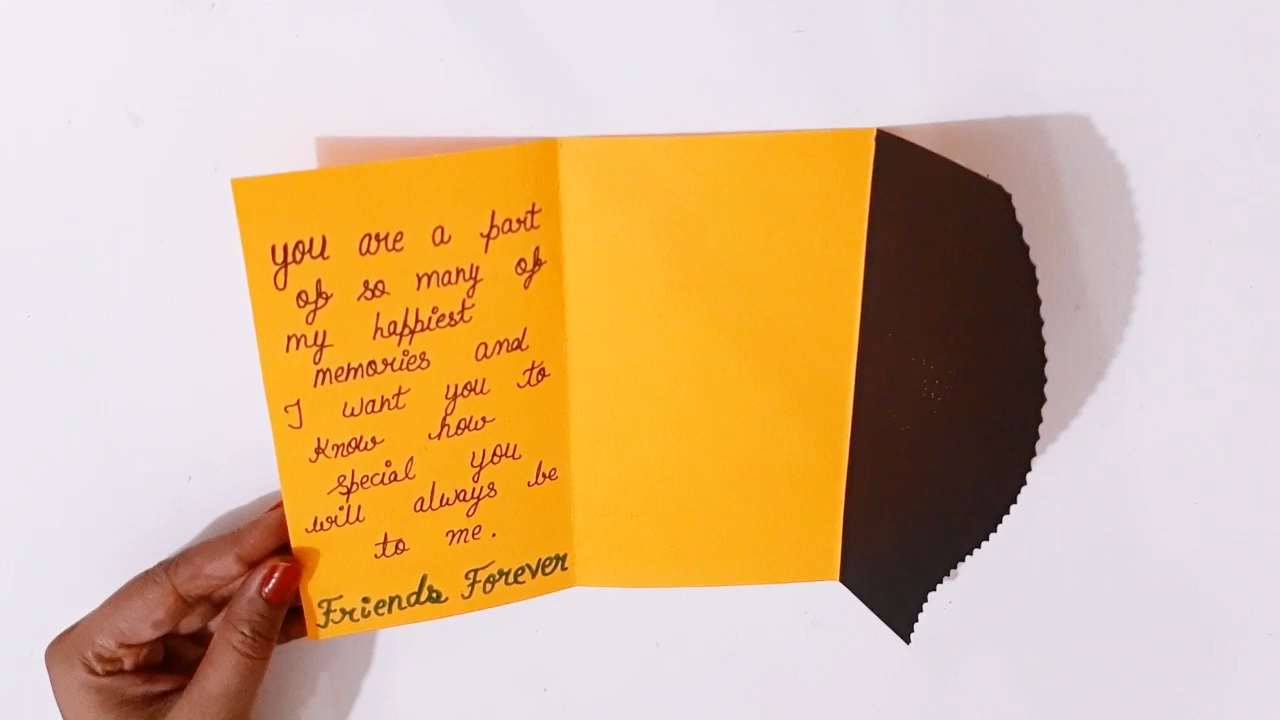 you are a part
of so many of
my happiest
memories and
I want you to
know how
special you
will always be
to me.
Friends Forever